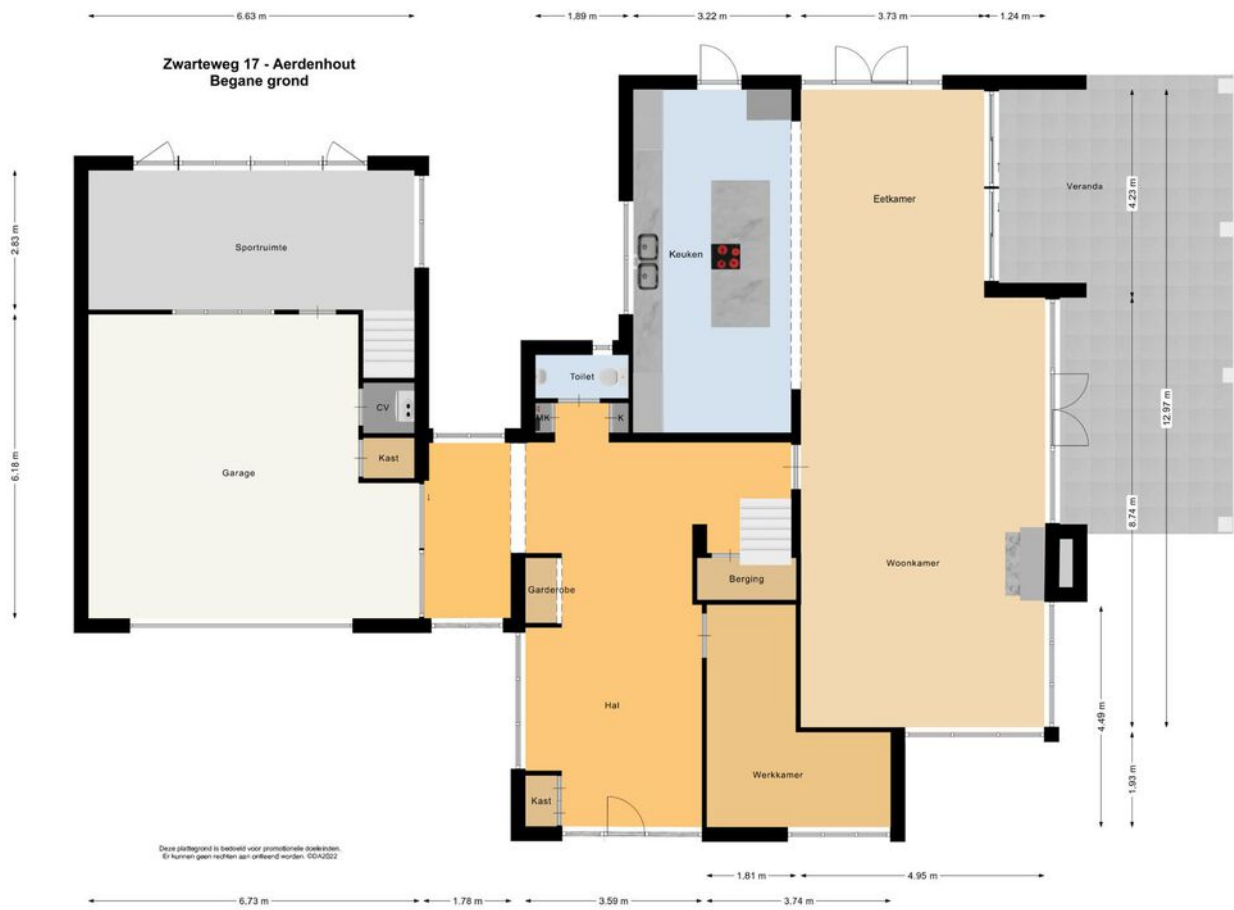 6.63 m
1.89 m
3.22 m
3.73 m
1.24 m
Zwarteweg 17 - Aerdenhout
Begane grond
2.83 m
6.18 m
Sportruimte
CV
Kast
Garage
Toilet
MK
K
Keuken
Eetkamer
Veranda
4.23 m
12.97 m
8.74 m
Garderobe
Berging
Woonkamer
4.49 m
1.93 m
Hal
Kast
Werkkamer
Deze plattegrond is bedoeld voor promotionele doeleinden.
Er kunnen geen rechten aan ontleend worden. ©DA2022
1.81 m
4.95 m
6.73 m
1.78 m
3.59 m
3.74 m